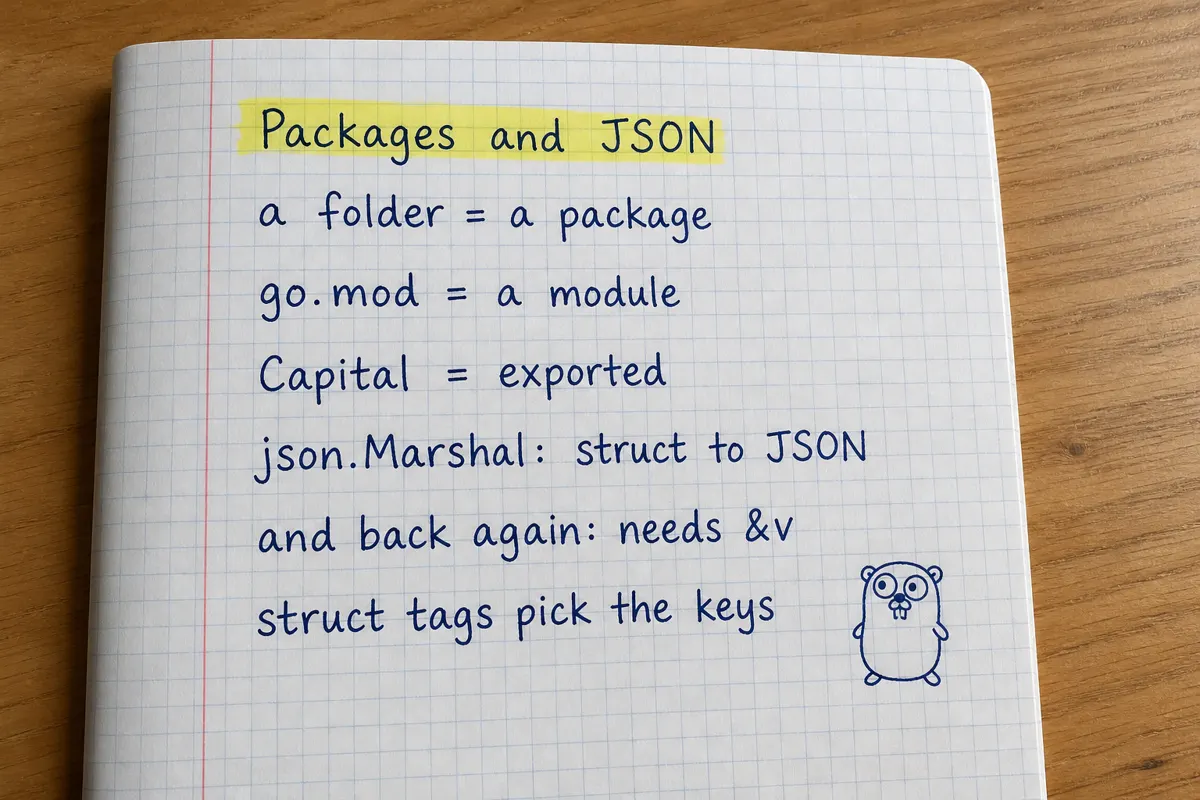 Packages and JSON
a folder = a package
go.mod = a module
Capital = exported
json.Marshal: struct to JSON
and back again: needs &v
struct tags pick the keys